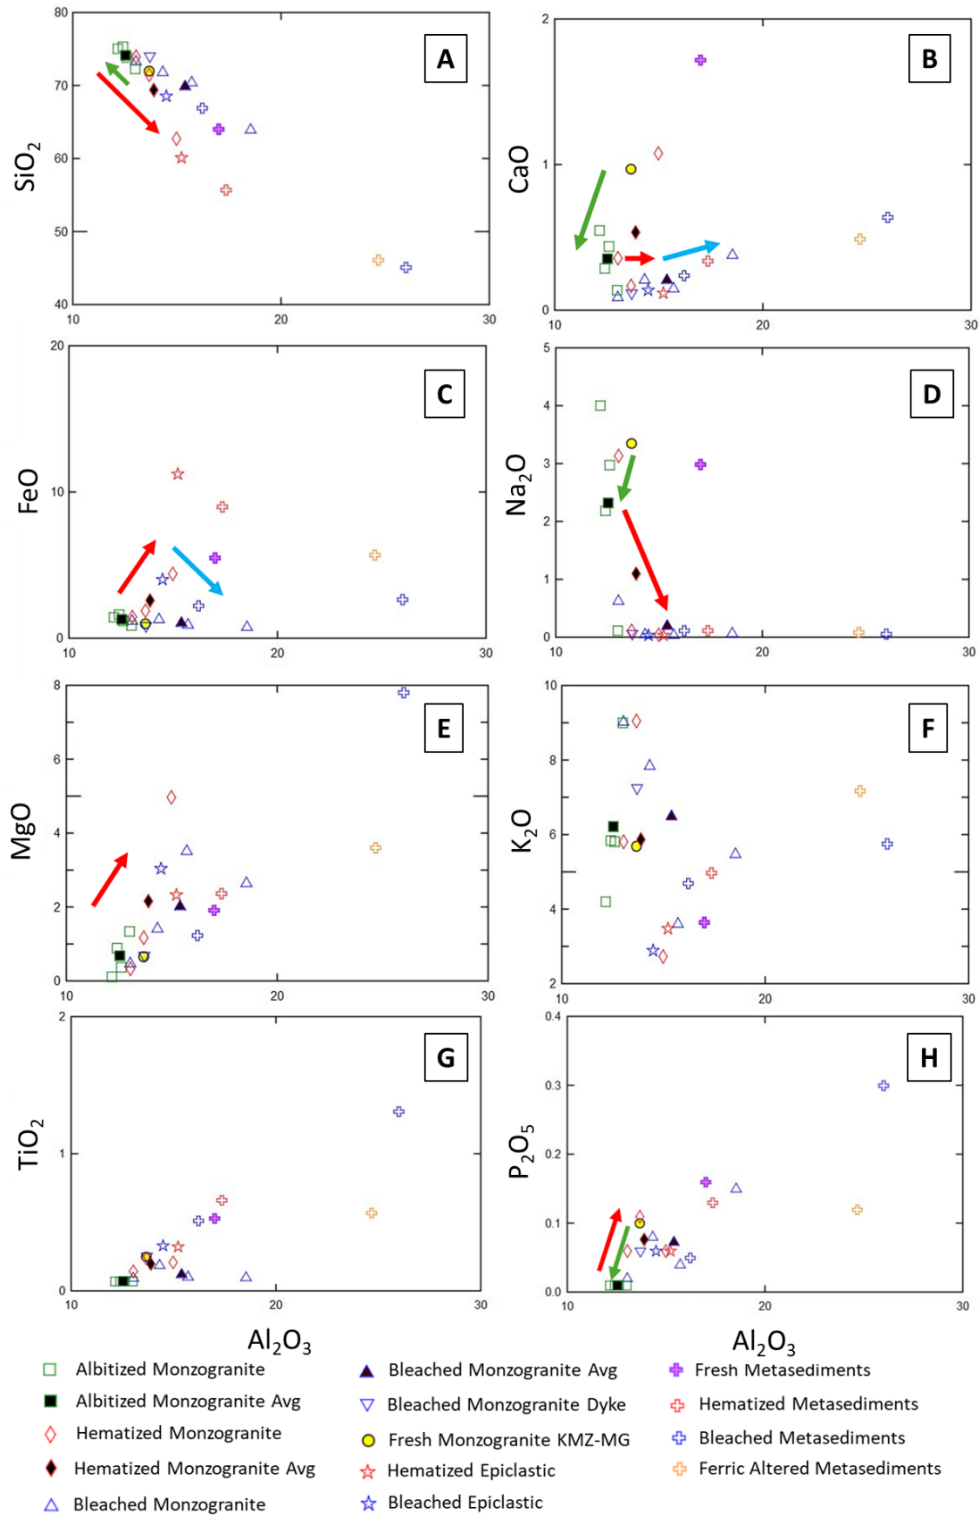 80
70
60
50
40
SiO2
A
10
20
30
2
1
0
CaO
B
10
20
30
20
10
0
FeO
C
10
20
30
5
4
3
2
1
0
Na2O
D
10
20
30
8
6
4
2
0
MgO
E
10
20
30
10
8
6
4
2
K2O
F
10
20
30
2
1
0
TiO2
G
10
20
30
0.4
0.3
0.2
0.1
0.0
P2O5
H
10
20
30
Al2O3
Al2O3
Albitized Monzogranite
Albitized Monzogranite Avg
Hematized Monzogranite
Hematized Monzogranite Avg
Bleached Monzogranite
Bleached Monzogranite Avg
Bleached Monzogranite Dyke
Fresh Monzogranite KMZ-MG
Hematized Epiclastic
Bleached Epiclastic
Fresh Metasediments
Hematized Metasediments
Bleached Metasediments
Ferric Altered Metasediments